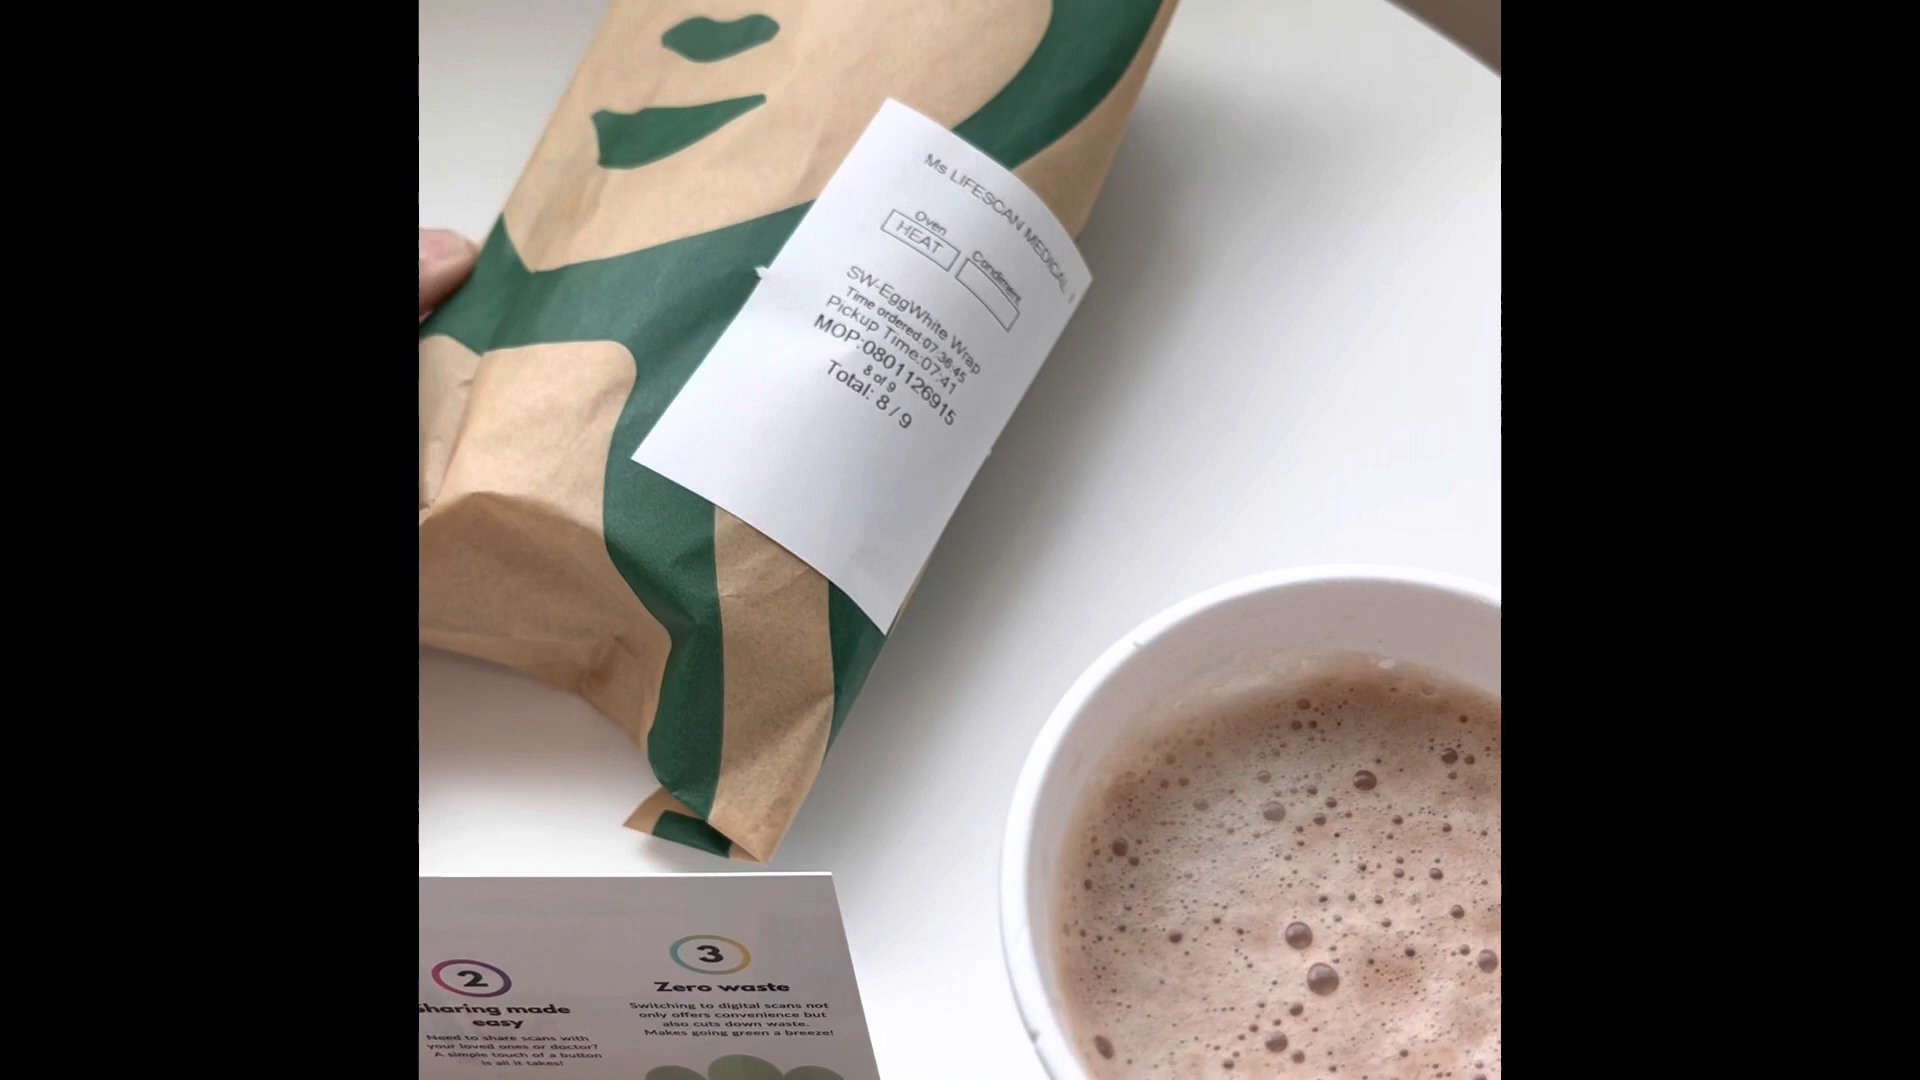 Ms LIFESCAN MEDICAL
Oven
HEAT
Condiment
SW-EggWhite Wrap
Time ordered:07:36:45
Pickup Time:07:41
MOP:0801126915
8 of 9
Total: 8 / 9
2
Sharing made
easy
Need to share scans with
your loved ones or doctor?
A simple touch of a button
is all it takes!
3
Zero waste
Switching to digital scans not
only offers convenience but
also cuts down waste.
Makes going green a breeze!